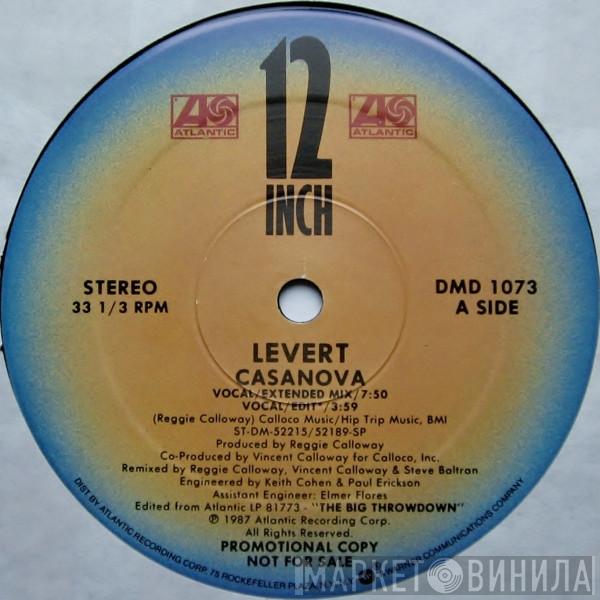 12
INCH
ATLANTIC
ATLANTIC
STEREO
33 1/3 RPM
DMD 1073
A SIDE
LEVERT
CASANOVA
VOCAL/EXTENDED MIX/7:50
VOCAL/EDIT*/3:59
(Reggie Calloway) Calloco Music/Hip Trip Music, BMI
ST-DM-52215/52189-SP
Produced by Reggie Calloway
Co-Produced by Vincent Calloway for Calloco, Inc.
Remixed by Reggie Calloway, Vincent Calloway & Steve Baltran
Engineered by Keith Cohen & Paul Erickson
Assistant Engineer: Elmer Flores
Edited from Atlantic LP 81773 - "THE BIG THROWDOWN"
℗ 1987 Atlantic Recording Corp.
All Rights Reserved.
PROMOTIONAL COPY
NOT FOR SALE
DIST BY ATLANTIC RECORDING CORP. 75 ROCKEFELLER PLAZA, N.Y., N.Y. WARNER COMMUNICATIONS COMPANY
МАРКЕТ ВИНИЛА